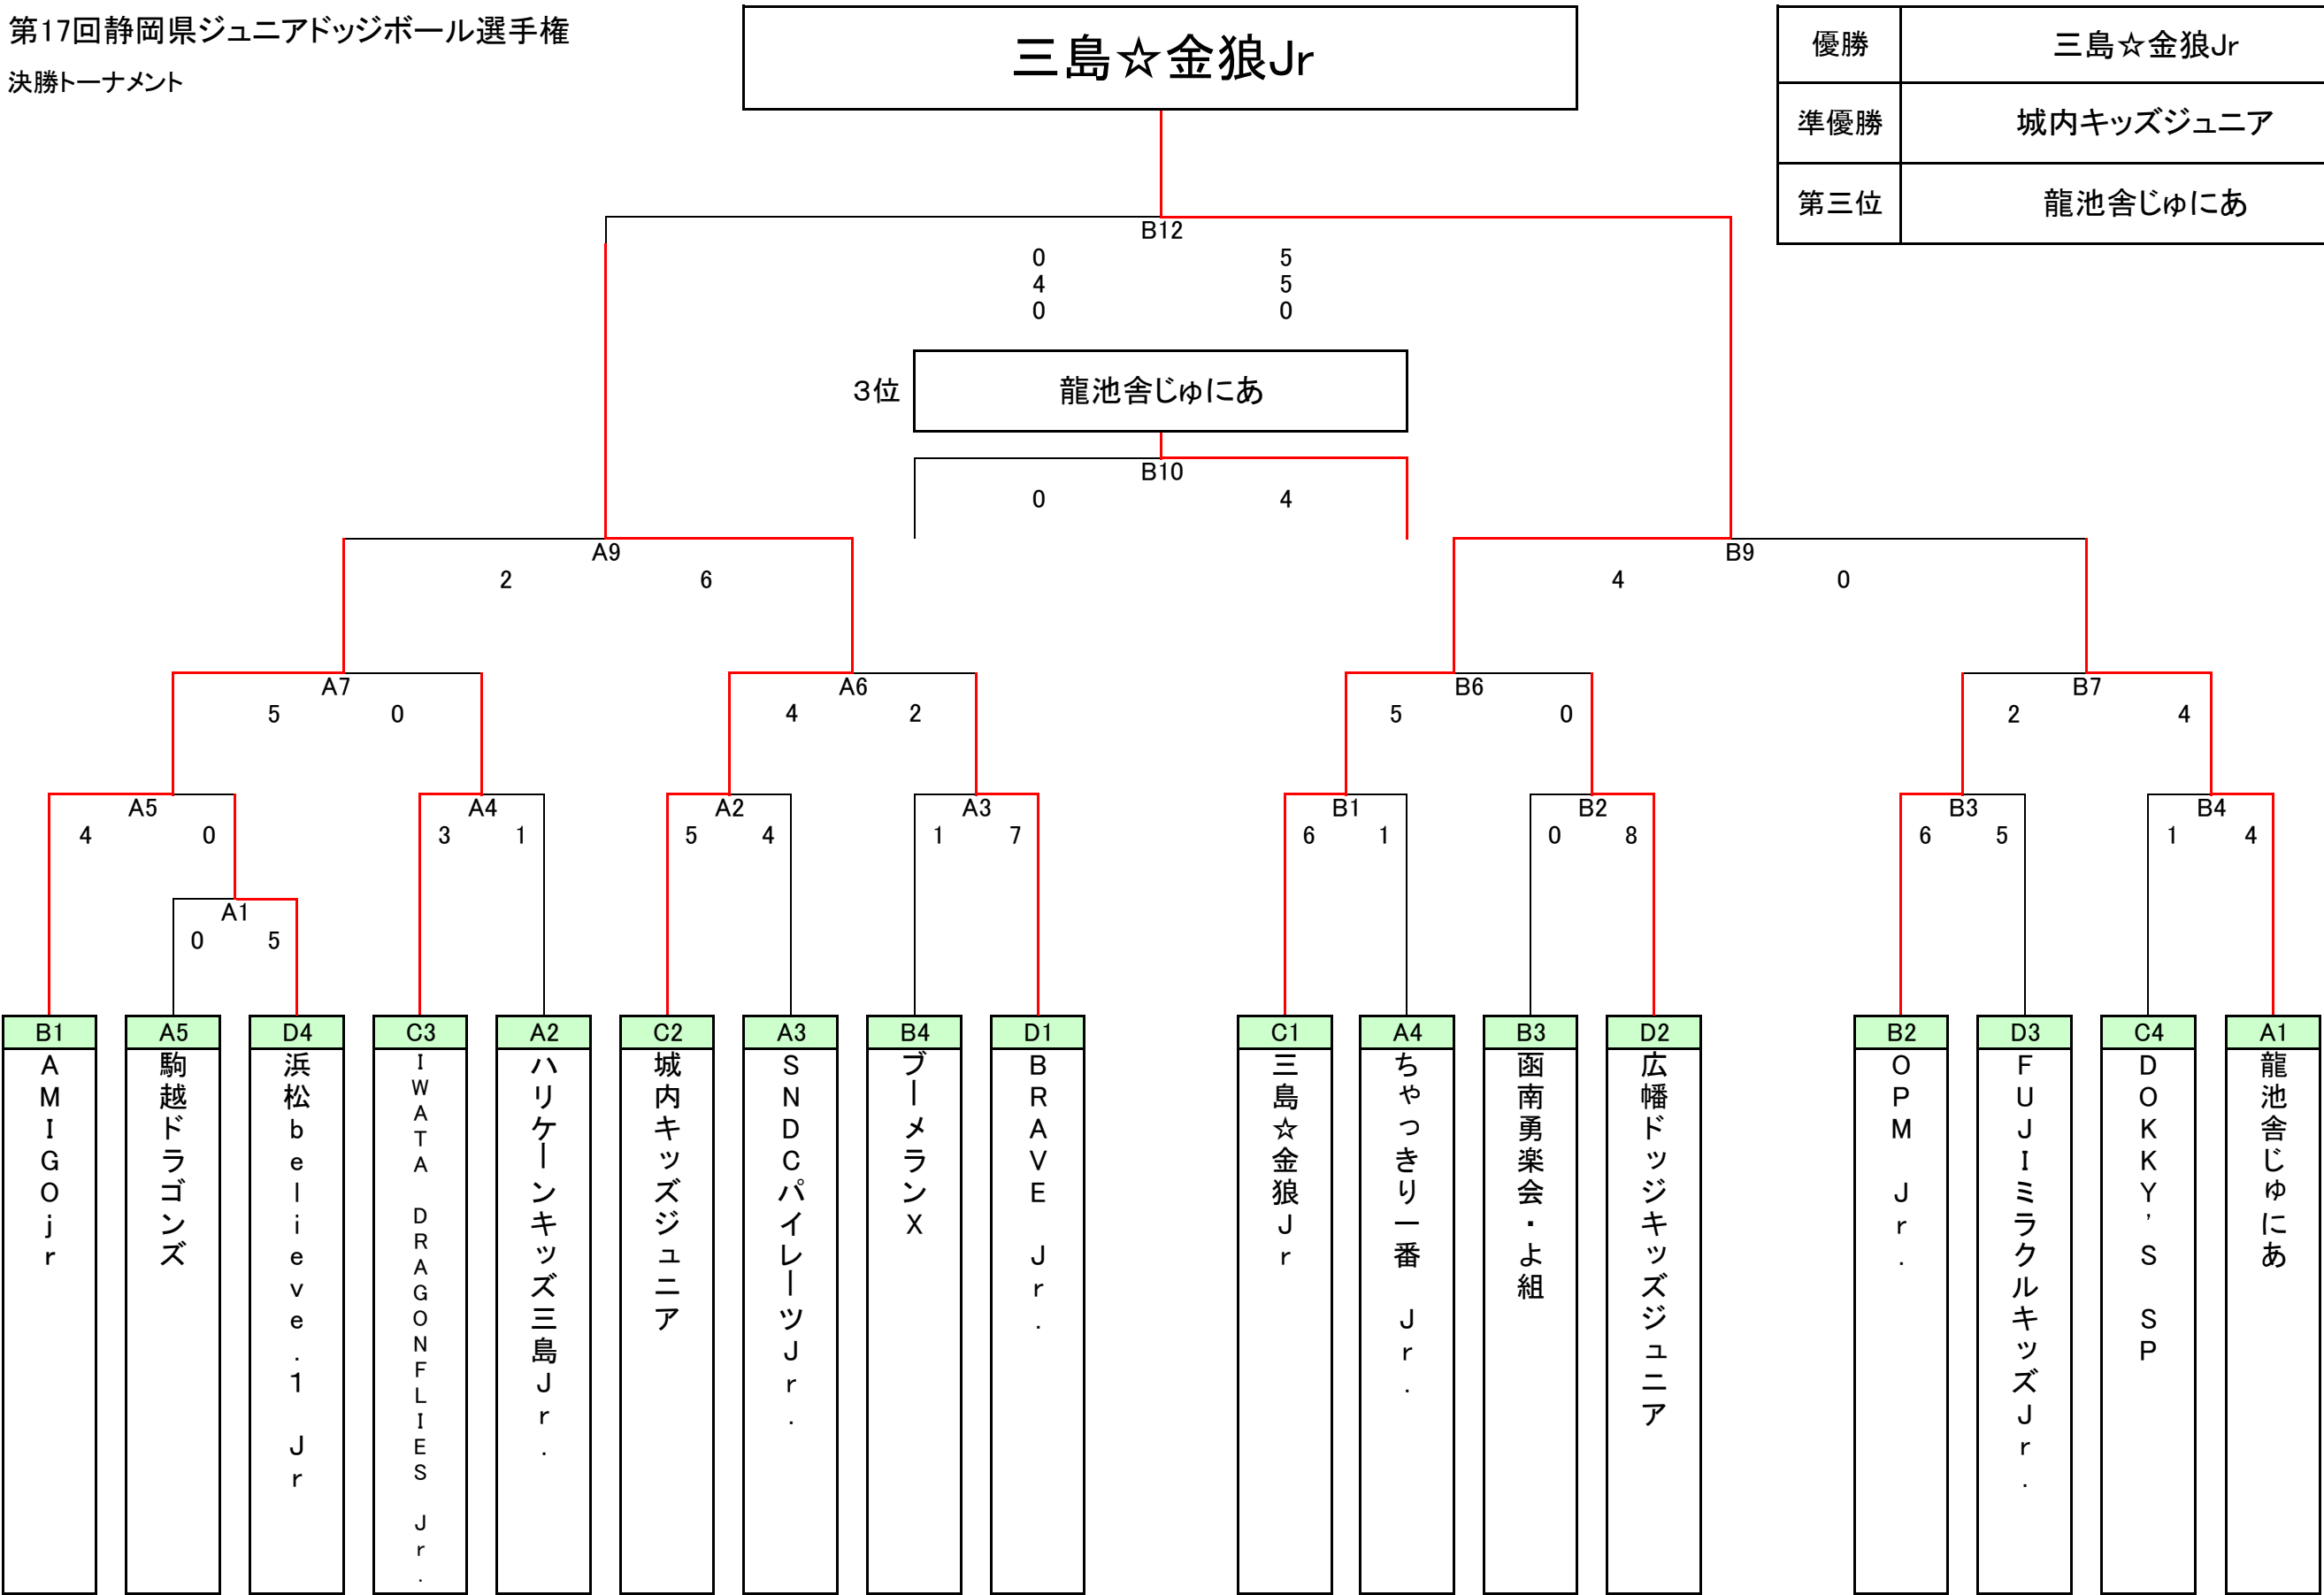 第17回静岡県ジュニアドッジボール選手権
決勝トーナメント
三島☆金狼Jr
優勝 三島☆金狼Jr
準優勝 城内キッズジュニア
第三位 龍池舎じゅにあ
B12
0 5
4 5
0 0
3位 龍池舎じゅにあ
B10
0 4
A9 B9
2 6 4 0
A7 A6 B6 B7
5 0 4 2 5 0 2 4
A5 A4 A2 A3 B1 B2 B3 B4
4 0 3 1 5 4 1 7 6 1 0 8 6 5 1 4
A1
0 5
B1 A5 D4 C3 A2 C2 A3 B4 D1 C1 A4 B3 D2 B2 D3 C4 A1
AMIGOjr
駒越ドラゴンズ
浜松believe.1 Jr
IWATA DRAGONFLIES Jr.
ハリケーンキッズ三島Jr.
城内キッズジュニア
SNDCパイレーツJr.
ブーメランX
BRAVE Jr.
三島☆金狼Jr
ちゃっきり一番 Jr.
函南勇楽会・よ組
広幡ドッジキッズジュニア
OPM Jr.
FUJIミラクルキッズJr.
DOKKY'S SP
龍池舎じゅにあ